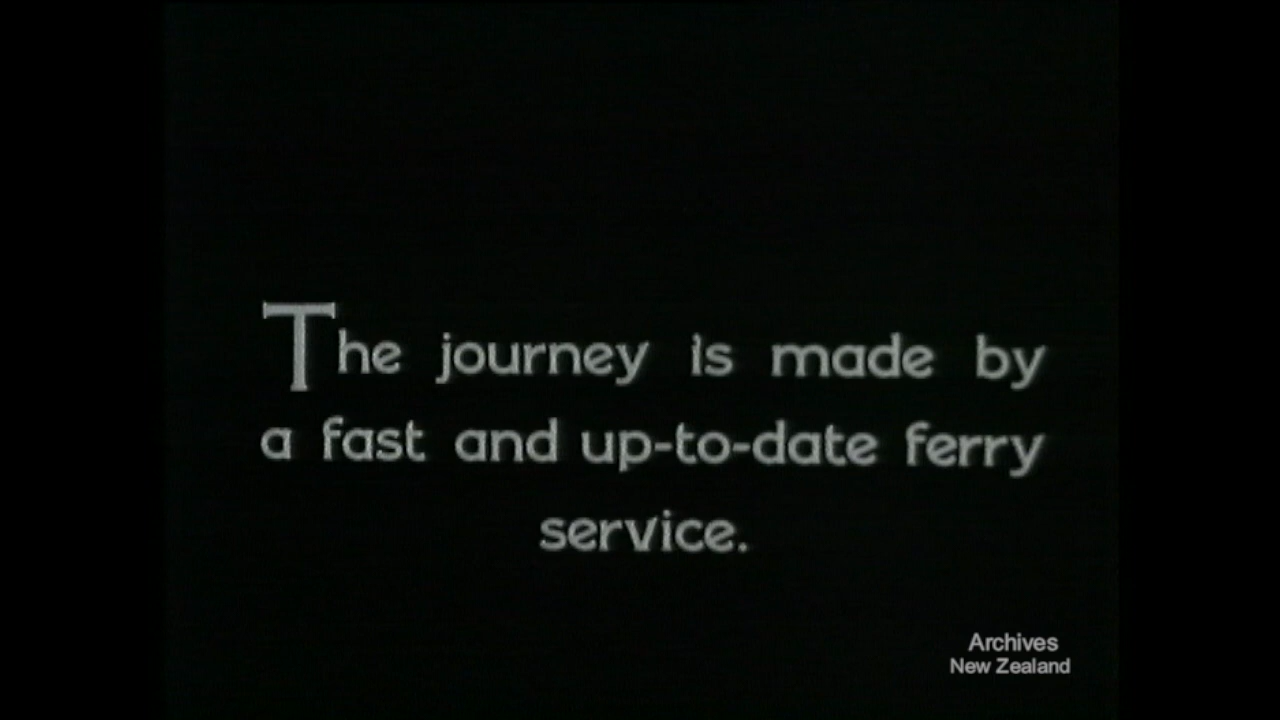 The journey is made by
a fast and up-to-date ferry
service.
Archives
New Zealand